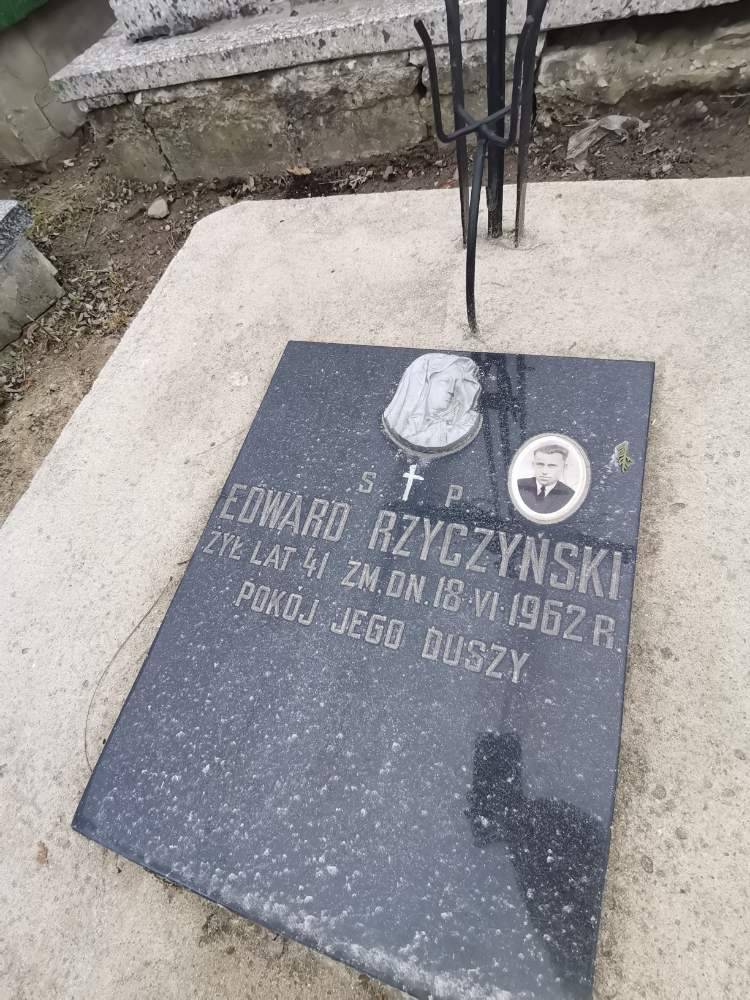 S P
EDWARD RZYCZYŃSKI
ŻYŁ LAT 41 ZM. DN. 18.VI.1962 R.
POKÓJ JEGO DUSZY